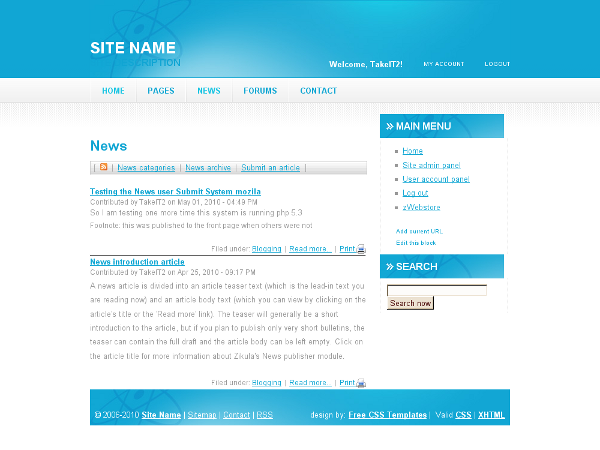 SITE NAME
DESCRIPTION
Welcome, TakeIT2! MY ACCOUNT LOGOUT
HOME PAGES NEWS FORUMS CONTACT
News
| | News categories | News archive | Submit an article |
Testing the News user Submit System mozila
Contributed by TakeIT2 on May 01, 2010 - 04:49 PM
So I am testing one more time this system is running php 5.3
Footnote: this was published to the front page when others were not
Filed under: Blogging | Read more... | Print
News introduction article
Contributed by TakeIT2 on Apr 25, 2010 - 09:17 PM
A news article is divided into an article teaser text (which is the lead-in text you
are reading now) and an article body text (which you can view by clicking on the
article's title or the 'Read more' link). The teaser will generally be a short
introduction to the article, but if you plan to publish only very short bulletins, the
teaser can contain the full draft and the article body can be left empty. Click on
the article title for more information about Zikula's News publisher module.
Filed under: Blogging | Read more... | Print
MAIN MENU
Home
Site admin panel
User account panel
Log out
zWebstore
Add current URL
Edit this block
SEARCH
Search now
© 2006-2010 Site Name | Sitemap | Contact | RSS design by: Free CSS Templates | Valid CSS | XHTML